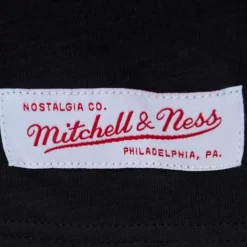 NOSTALGIA CO.
Mitchell & Ness
PHILADELPHIA, PA.